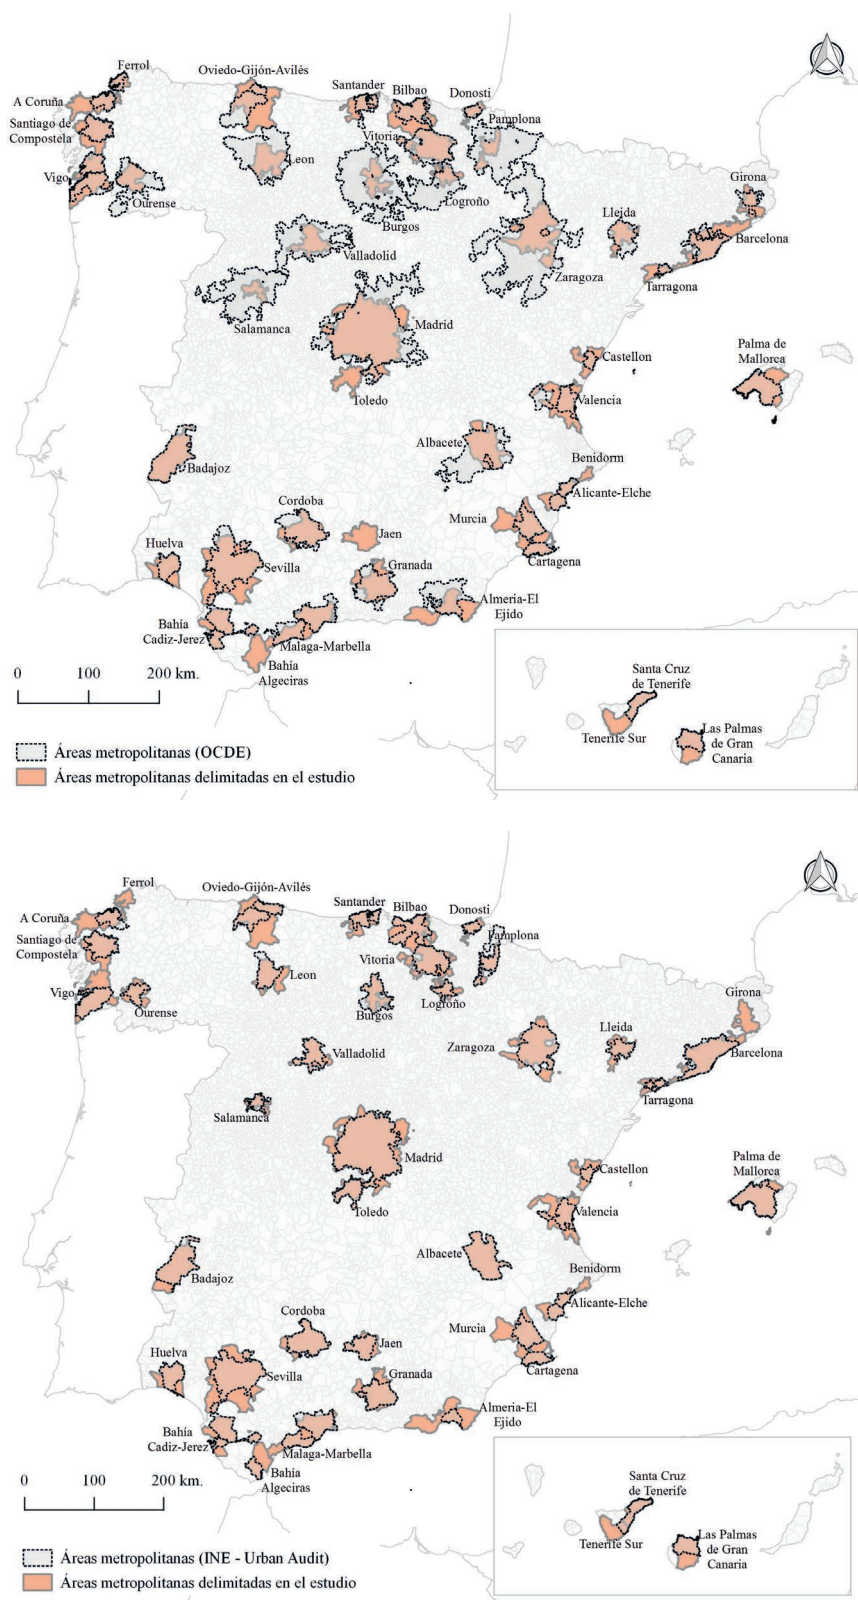 Ferrol
Oviedo-Gijón-Avilés
A Coruña
Santander
Bilbao
Donosti
Santiago de
Compostela
Vitoria
Pamplona
Leon
Vigo
Ourense
Logroño
Burgos
Girona
Lleida
Barcelona
Valladolid
Zaragoza
Tarragona
Salamanca
Madrid
Toledo
Castellon
Palma de
Mallorca
Valencia
Albacete
Badajoz
Benidorm
Alicante-Elche
Cordoba
Murcia
Jaen
Huelva
Cartagena
Sevilla
Granada
Almeria-El
Ejido
Bahía
Cadiz-Jerez
Malaga-Marbella
Bahía
Algeciras
0 100 200 km.
Santa Cruz
de Tenerife
Tenerife Sur
Las Palmas
de Gran
Canaria
Áreas metropolitanas (OCDE)
Áreas metropolitanas delimitadas en el estudio
Ferrol
Oviedo-Gijón-Avilés
A Coruña
Santander
Bilbao
Donosti
Santiago de
Compostela
Pamplona
Vitoria
Leon
Vigo
Ourense
Burgos
Logroño
Girona
Lleida
Zaragoza
Valladolid
Barcelona
Tarragona
Salamanca
Madrid
Toledo
Castellon
Palma de
Mallorca
Valencia
Albacete
Badajoz
Benidorm
Alicante-Elche
Cordoba
Murcia
Jaen
Huelva
Cartagena
Sevilla
Granada
Almeria-El
Ejido
Bahía
Cadiz-Jerez
Malaga-Marbella
Bahía
Algeciras
0 100 200 km.
Santa Cruz
de Tenerife
Tenerife Sur
Las Palmas
de Gran
Canaria
Áreas metropolitanas (INE - Urban Audit)
Áreas metropolitanas delimitadas en el estudio